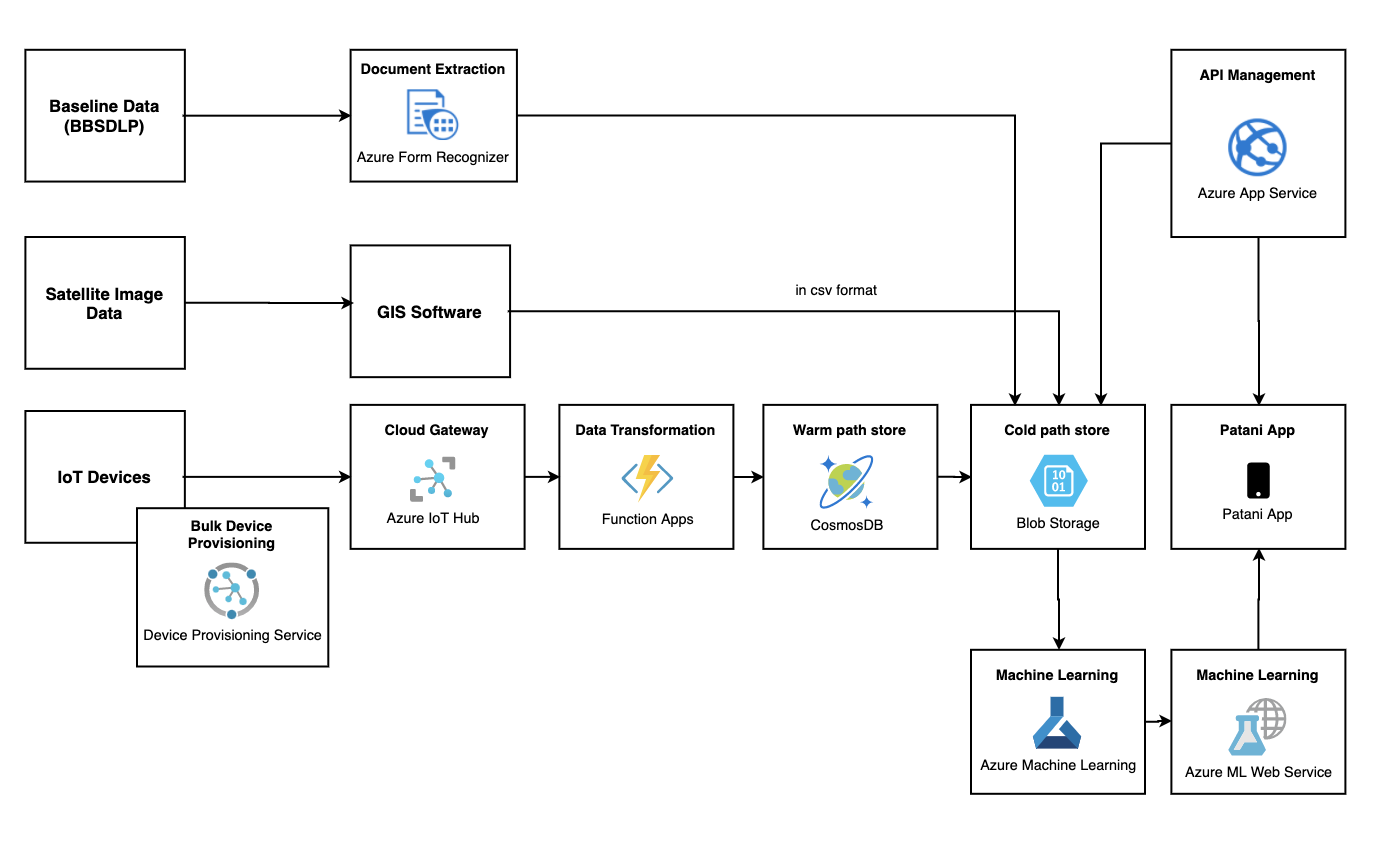 Baseline Data
(BBSDLP)
Document Extraction
Azure Form Recognizer
API Management
Azure App Service
Satellite Image
Data
GIS Software
in csv format
IoT Devices
Bulk Device
Provisioning
Device Provisioning Service
Cloud Gateway
Azure IoT Hub
Data Transformation
Function Apps
Warm path store
CosmosDB
Cold path store
10
01
Blob Storage
Patani App
Patani App
Machine Learning
Azure Machine Learning
Machine Learning
Azure ML Web Service